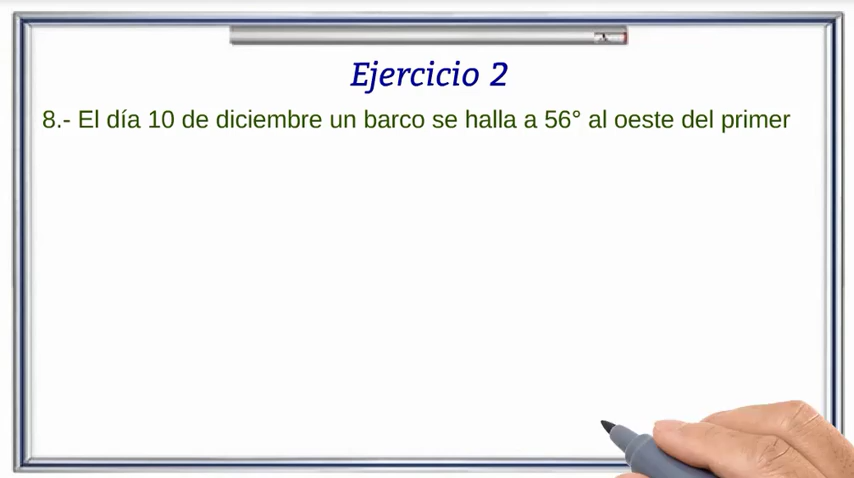 Ejercicio 2
8.- El día 10 de diciembre un barco se halla a 56° al oeste del primer